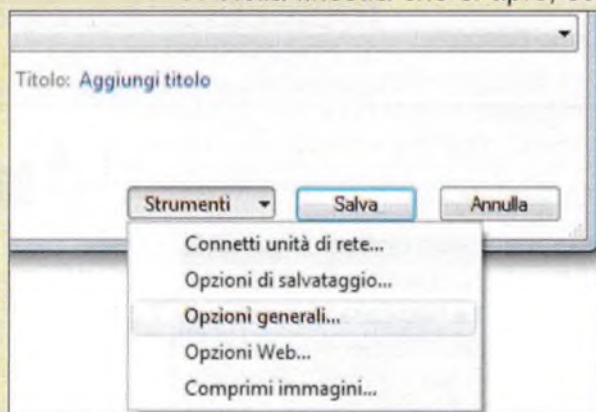 Titolo: Aggiungi titolo
Strumenti Salva Annulla
Connetti unità di rete...
Opzioni di salvataggio...
Opzioni generali...
Opzioni Web...
Comprimi immagini...